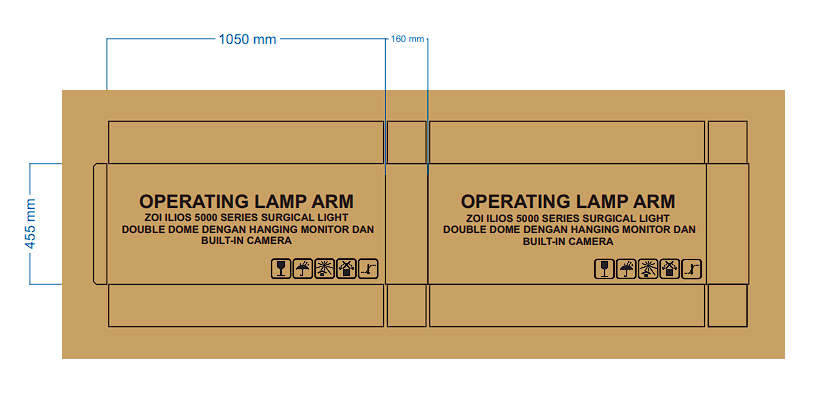 1050 mm
160 mm
455 mm
OPERATING LAMP ARM
ZOI ILIOS 5000 SERIES SURGICAL LIGHT
DOUBLE DOME DENGAN HANGING MONITOR DAN
BUILT-IN CAMERA
OPERATING LAMP ARM
ZOI ILIOS 5000 SERIES SURGICAL LIGHT
DOUBLE DOME DENGAN HANGING MONITOR DAN
BUILT-IN CAMERA